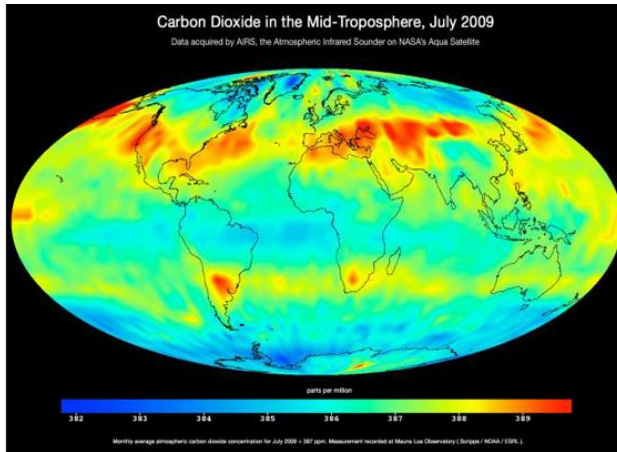 Carbon Dioxide in the Mid-Troposphere, July 2009
Data acquired by AIRS, the Atmospheric Infrared Sounder on NASA's Aqua Satellite
parts per million
382 383 384 385 386 387 388 389
Monthly average atmospheric carbon dioxide concentration for July 2009 = 387 ppm. Measurement recorded at Mauna Loa Observatory ( Scripps / NOAA / ESRL ).